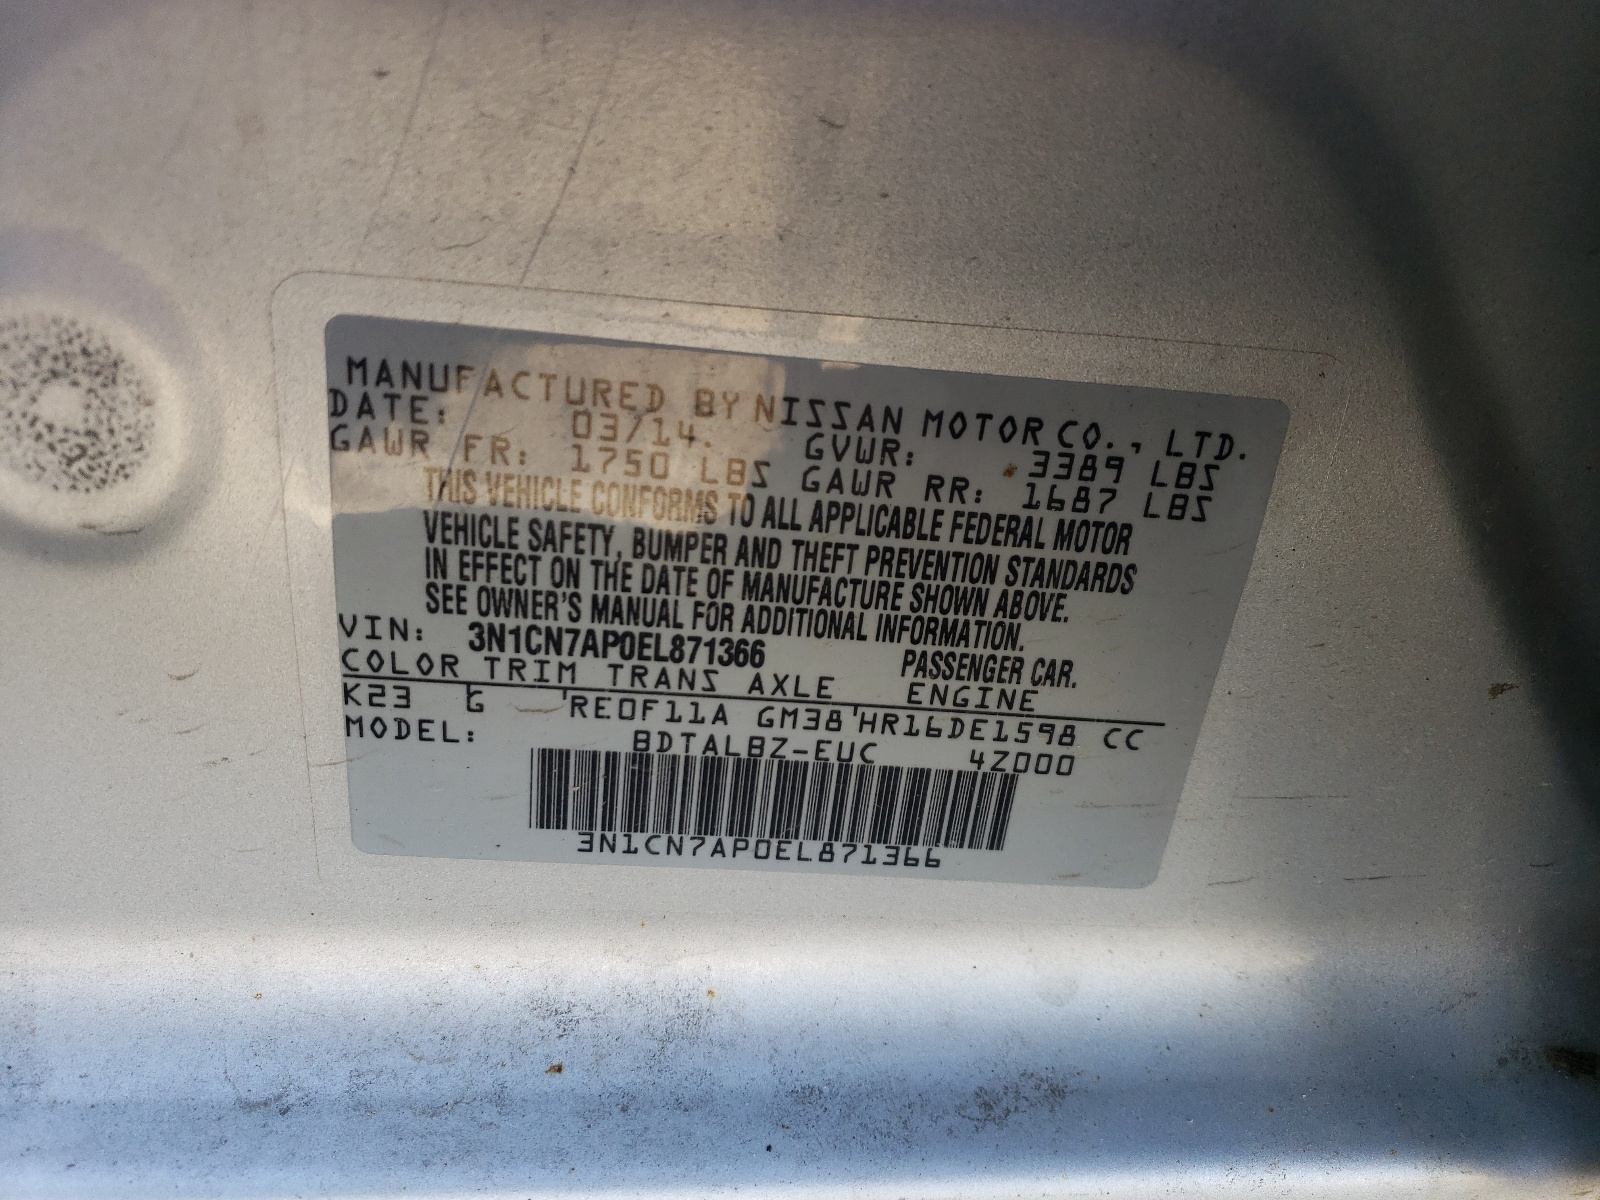 MANUFACTURED BY NISSAN MOTOR CO., LTD.
DATE: 03/14. GVWR: 3389 LBS
GAWR FR: 1750 LBS GAWR RR: 1687 LBS
THIS VEHICLE CONFORMS TO ALL APPLICABLE FEDERAL MOTOR
VEHICLE SAFETY, BUMPER AND THEFT PREVENTION STANDARDS
IN EFFECT ON THE DATE OF MANUFACTURE SHOWN ABOVE.
SEE OWNER'S MANUAL FOR ADDITIONAL INFORMATION.
VIN: 3N1CN7AP0EL871366 PASSENGER CAR.
COLOR TRIM TRANS AXLE ENGINE
K23 G RE0F11A GM38 HR16DE1598 CC
MODEL: BDTALBZ-EUC 4Z000
3N1CN7AP0EL871366